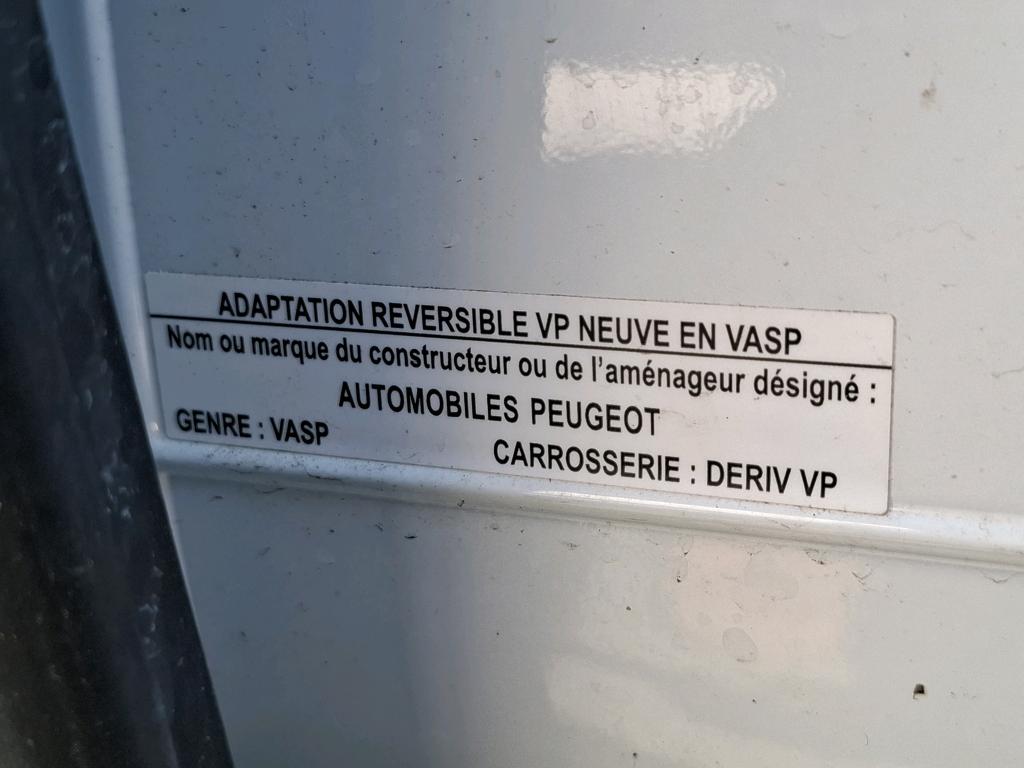 ADAPTATION REVERSIBLE VP NEUVE EN VASP
Nom ou marque du constructeur ou de l'aménageur désigné :
AUTOMOBILES PEUGEOT
GENRE : VASP
CARROSSERIE : DERIV VP